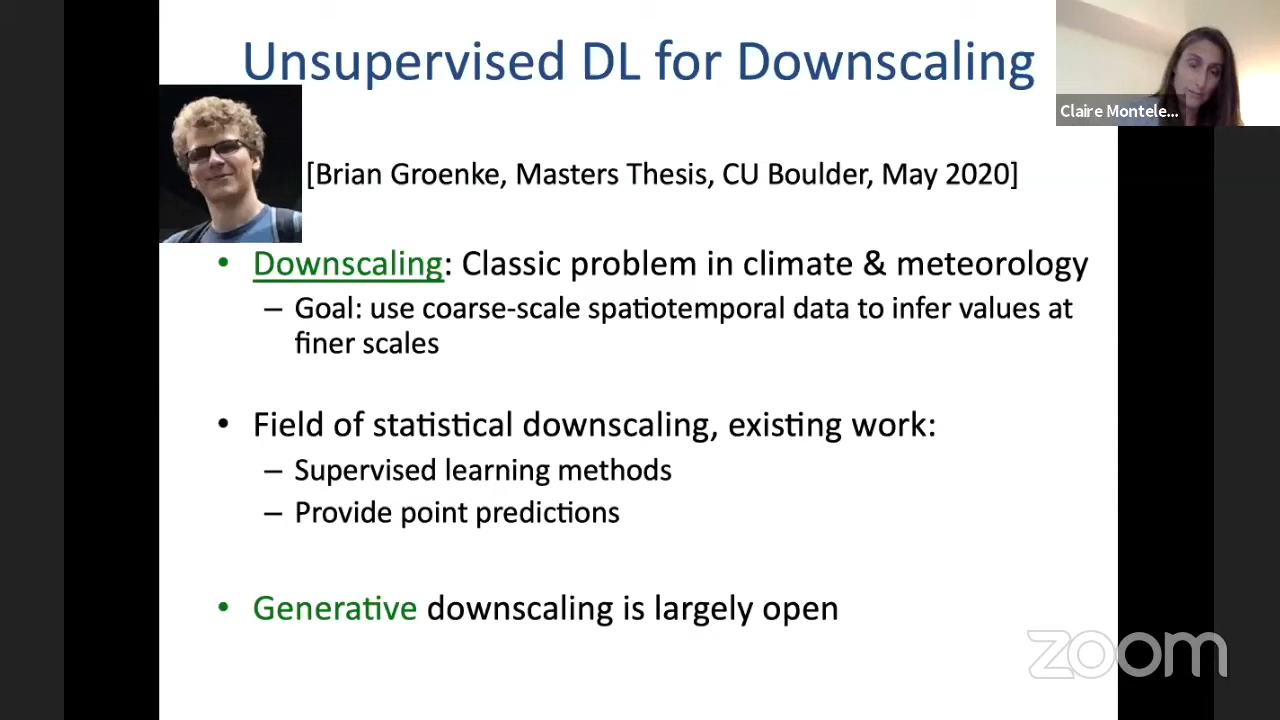 Unsupervised DL for Downscaling
Claire Montele...
[Brian Groenke, Masters Thesis, CU Boulder, May 2020]
• Downscaling: Classic problem in climate & meteorology
– Goal: use coarse-scale spatiotemporal data to infer values at
finer scales
• Field of statistical downscaling, existing work:
– Supervised learning methods
– Provide point predictions
• Generative downscaling is largely open
zoom